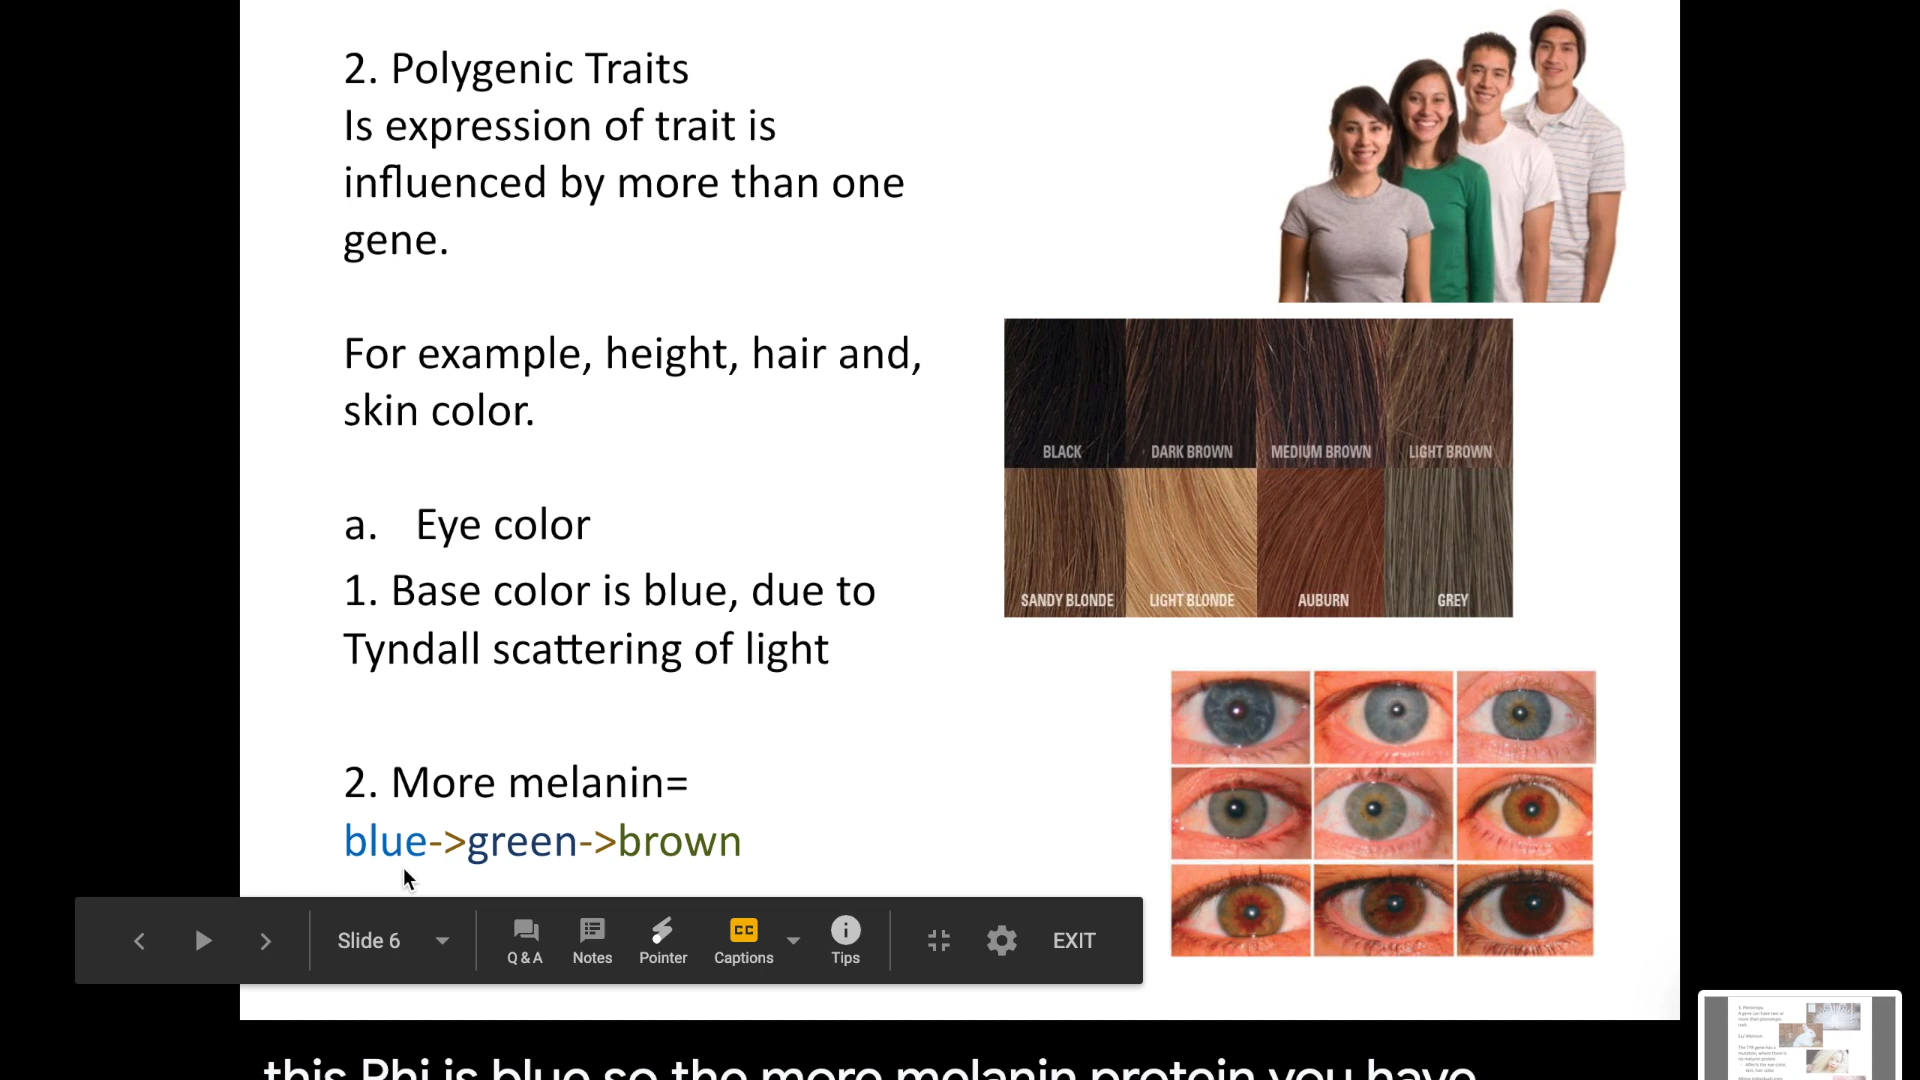 2. Polygenic Traits
Is expression of trait is
influenced by more than one
gene.
For example, height, hair and,
skin color.
a. Eye color
1. Base color is blue, due to
Tyndall scattering of light
2. More melanin=
blue->green->brown
BLACK
DARK BROWN
MEDIUM BROWN
LIGHT BROWN
SANDY BLONDE
LIGHT BLONDE
AUBURN
GREY
Slide 6
Q & A
Notes
Pointer
CC
Captions
Tips
EXIT
this Phi is blue so the more melanin protein you have